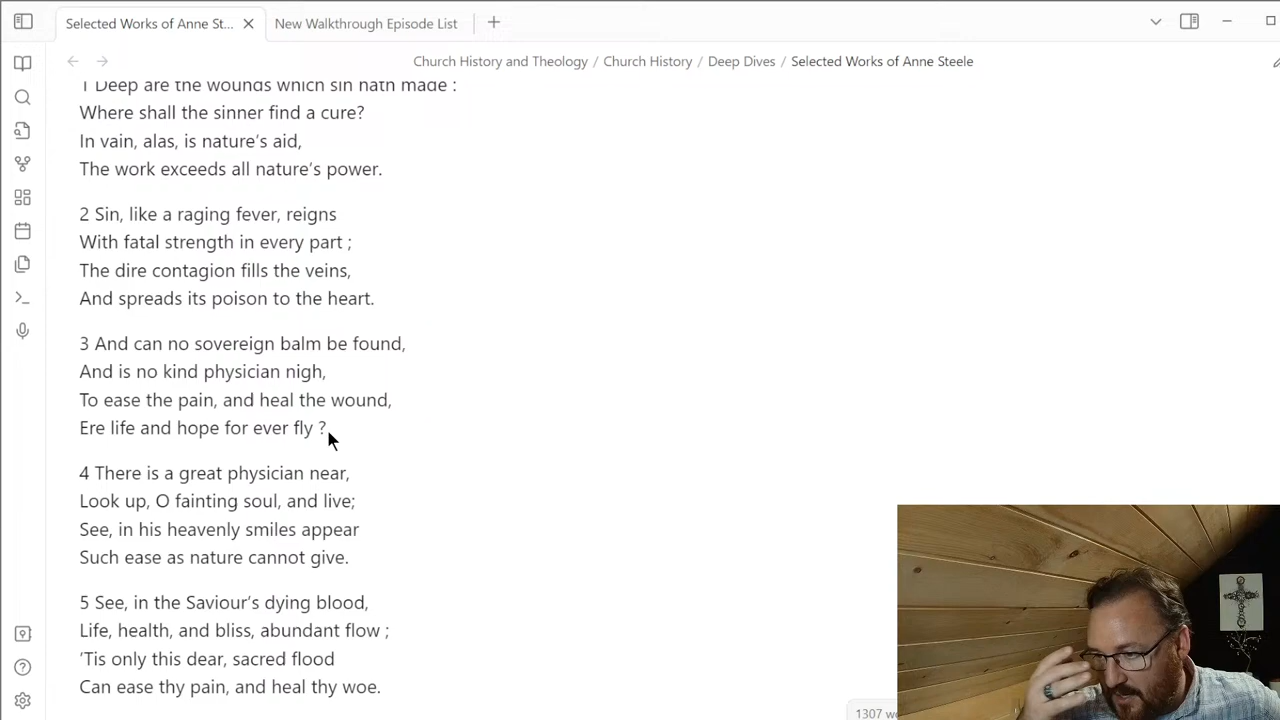 Selected Works of Anne St...
New Walkthrough Episode List
Church History and Theology / Church History / Deep Dives / Selected Works of Anne Steele
1 Deep are the wounds which sin hath made :
Where shall the sinner find a cure?
In vain, alas, is nature's aid,
The work exceeds all nature's power.
2 Sin, like a raging fever, reigns
With fatal strength in every part ;
The dire contagion fills the veins,
And spreads its poison to the heart.
3 And can no sovereign balm be found,
And is no kind physician nigh,
To ease the pain, and heal the wound,
Ere life and hope for ever fly ?
4 There is a great physician near,
Look up, O fainting soul, and live;
See, in his heavenly smiles appear
Such ease as nature cannot give.
5 See, in the Saviour's dying blood,
Life, health, and bliss, abundant flow ;
'Tis only this dear, sacred flood
Can ease thy pain, and heal thy woe.
1307